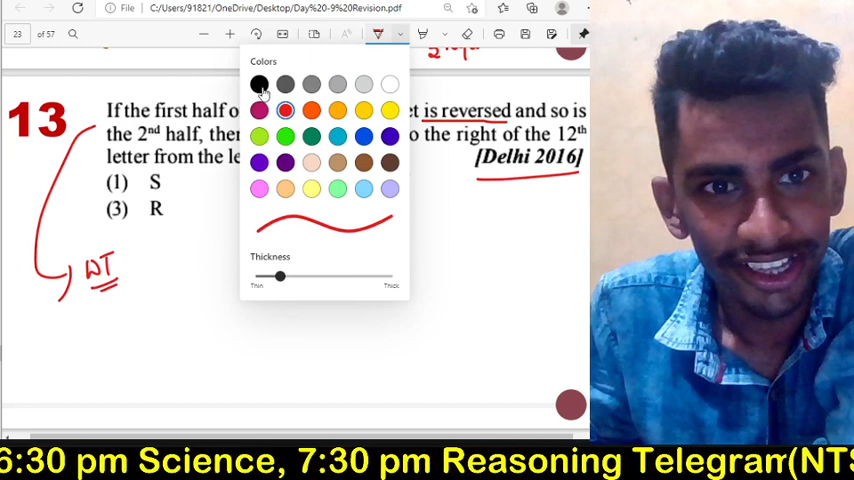 File
C:/Users/91821/OneDrive/Desktop/Day%20-9%20Revision.pdf
23 of 57
13
If the first half o
et is reversed and so is
the 2nd half, then
o the right of the 12th
letter from the le
[Delhi 2016]
(1) S
(3) R
WT
Colors
Thickness
Thin
Thick
6:30 pm Science, 7:30 pm Reasoning Telegram(NTS